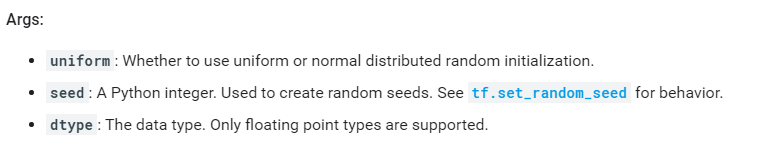 Args:
uniform: Whether to use uniform or normal distributed random initialization.
seed: A Python integer. Used to create random seeds. See tf.set_random_seed for behavior.
dtype: The data type. Only floating point types are supported.